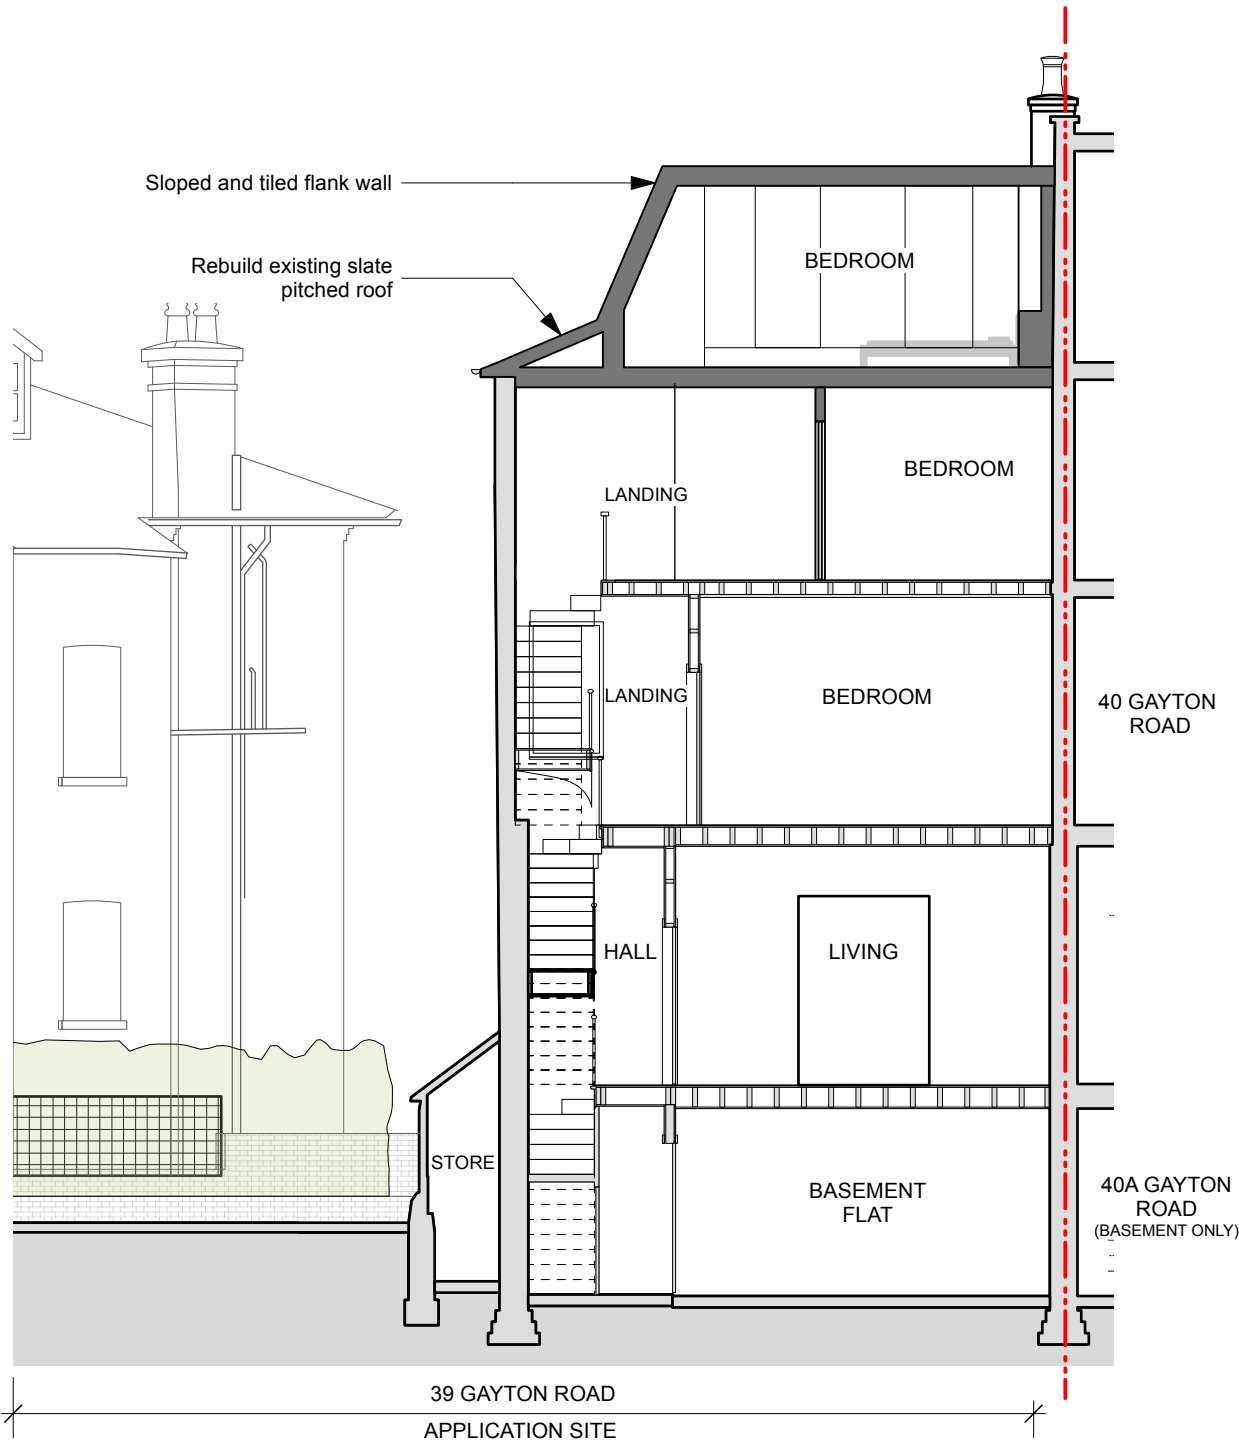 Sloped and tiled flank wall
Rebuild existing slate
pitched roof
BEDROOM
BEDROOM
LANDING
LANDING
BEDROOM
40 GAYTON
ROAD
HALL
LIVING
STORE
BASEMENT
FLAT
40A GAYTON
ROAD
(BASEMENT ONLY)
39 GAYTON ROAD
APPLICATION SITE